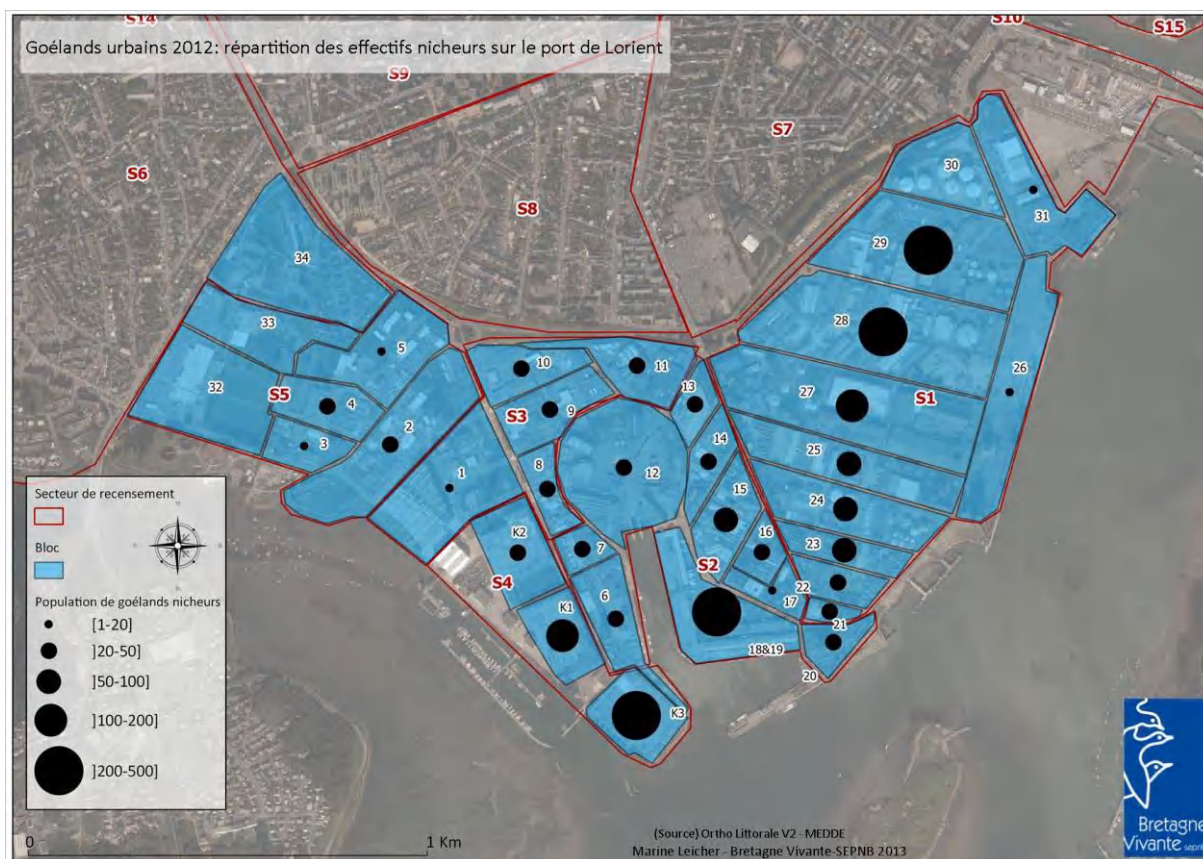 S14
S10
S15
Goélands urbains 2012: répartition des effectifs nicheurs sur le port de Lorient
S9
S7
S6
S8
30
31
29
34
28
33
5
10
11
26
32
S5
4
S3
9
13
27
S1
3
2
8
12
14
25
1
15
24
K2
7
16
23
S4
S2
22
17
6
K1
21
18&19
20
K3
Secteur de recensement
Bloc
N
Population de goélands nicheurs
[1-20]
]20-50]
]50-100]
]100-200]
]200-500]
0
1 Km
(Source) Ortho Littorale V2 - MEDDE
Marine Leicher - Bretagne Vivante-SEPNB 2013
Bretagne
Vivante sepnb